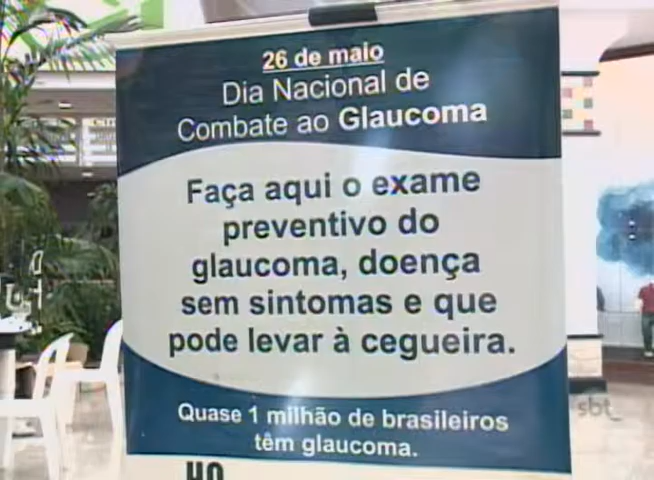 26 de maio
Dia Nacional de
Combate ao Glaucoma
Faça aqui o exame
preventivo do
glaucoma, doença
sem sintomas e que
pode levar à cegueira.
Quase 1 milhão de brasileiros
têm glaucoma.
sbt